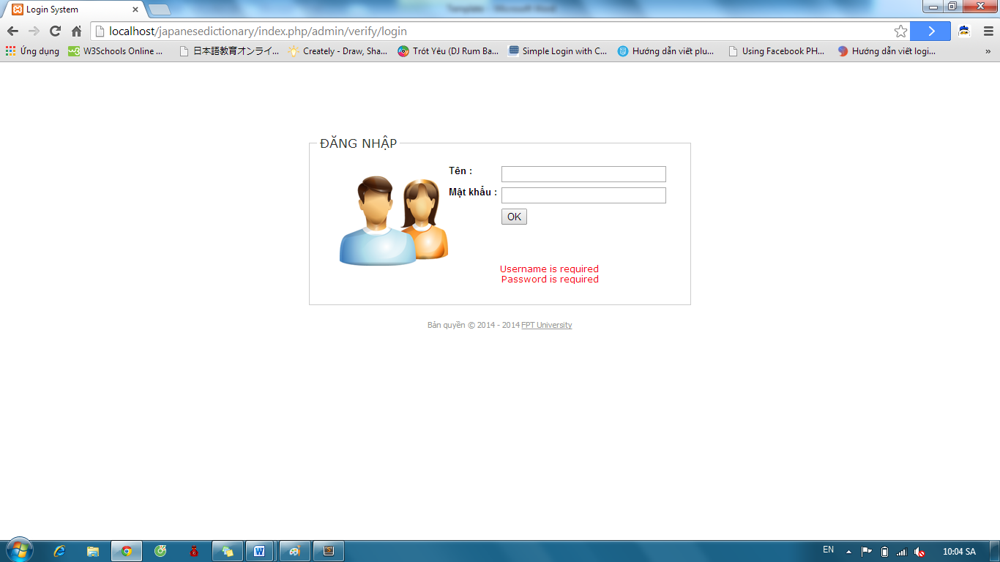 Login System
localhost/japanesedictionary/index.php/admin/verify/login
Ứng dụng W3Schools Online ... 日本語教育オンライ... Creately - Draw, Sha... Trót Yêu (DJ Rum Ba... Simple Login with C... Hướng dẫn viết plu... Using Facebook PH... Hướng dẫn viết logi... »
ĐĂNG NHẬP
Tên :
Mật khẩu :
OK
Username is required
Password is required
Bản quyền © 2014 - 2014 FPT University
EN 10:04 SA